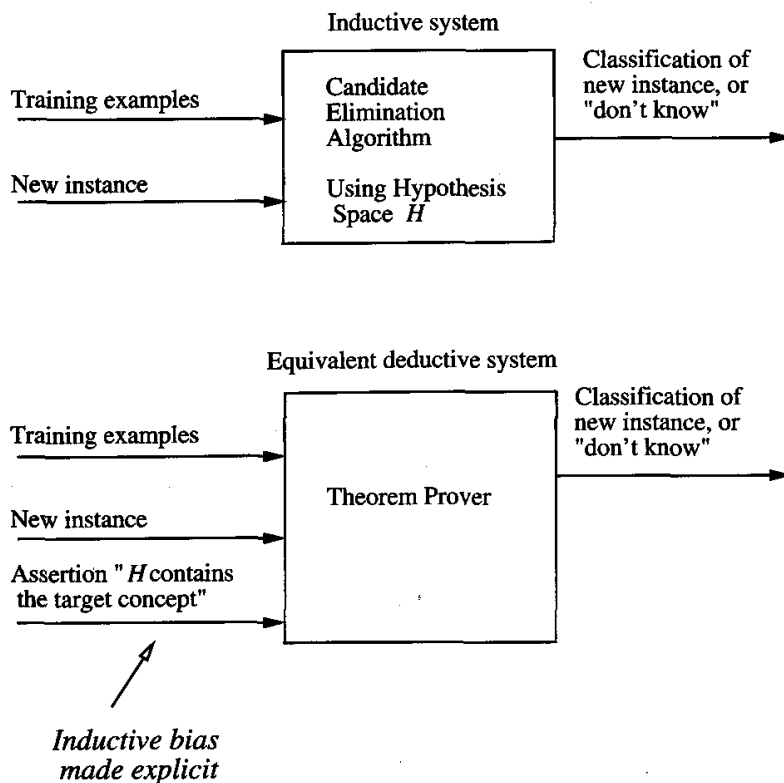 Inductive system
Classification of
new instance, or
"don't know"
Training examples
New instance
Candidate
Elimination
Algorithm
Using Hypothesis
Space H
Equivalent deductive system
Classification of
new instance, or
"don't know"
Training examples
New instance
Assertion "H contains
the target concept"
Theorem Prover
Inductive bias
made explicit